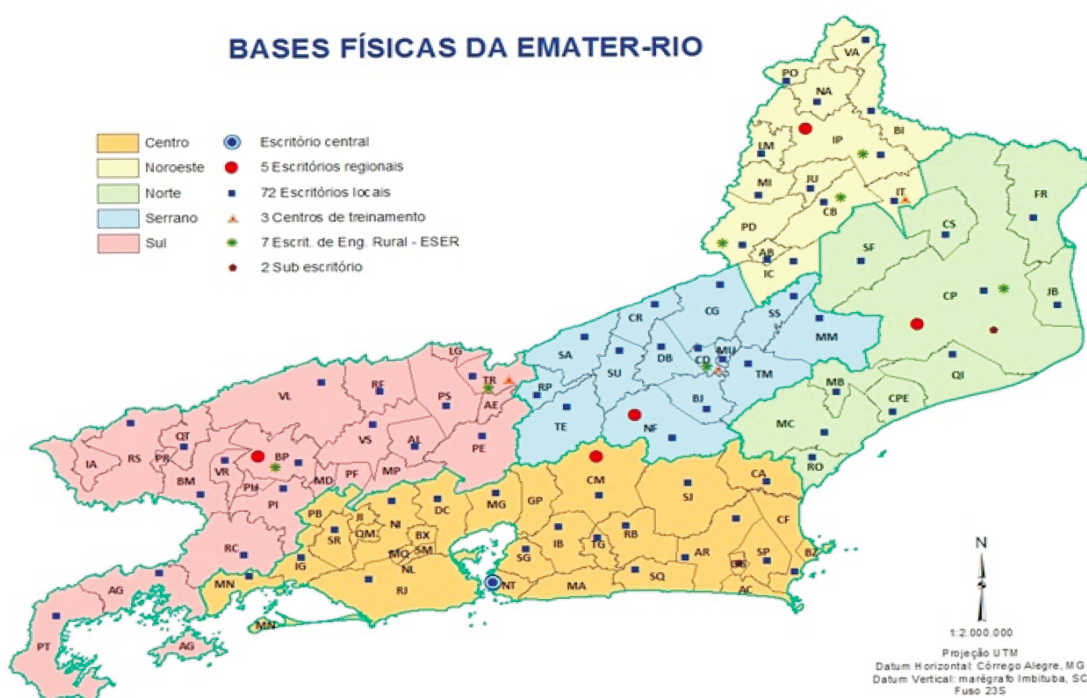 BASES FÍSICAS DA EMATER-RIO
Centro
Noroeste
Norte
Serrano
Sul
Escritório central
5 Escritórios regionais
72 Escritórios locais
3 Centros de treinamento
7 Escrit. de Eng. Rural - ESER
2 Sub escritório
VA
PO
NA
BI
LM
IP
MI
JU
CB
IT
PD
AB
IC
FR
CS
SF
CP
JB
QI
MB
CPE
MC
RO
CG
CR
SS
MM
SA
SU
DB
CD
MU
TM
RP
TE
BJ
NF
LG
TR
AE
VL
RF
PS
VS
AL
PE
IA
RS
QT
PR
BM
VR
BP
PI
MD
PF
MP
RC
AG
PT
AG
CM
SJ
CA
CF
PB
JI
NI
DC
MG
GP
SR
QM
BX
MQ
SM
NL
IG
MN
RJ
MN
SG
IB
TG
RB
AR
SP
BZ
NT
MA
SQ
AC
N
1:2.000.000
Projeção UTM
Datum Horizontal: Córrego Alegre, MG
Datum Vertical: marégrafo Imbituba, SC
Fuso 23S